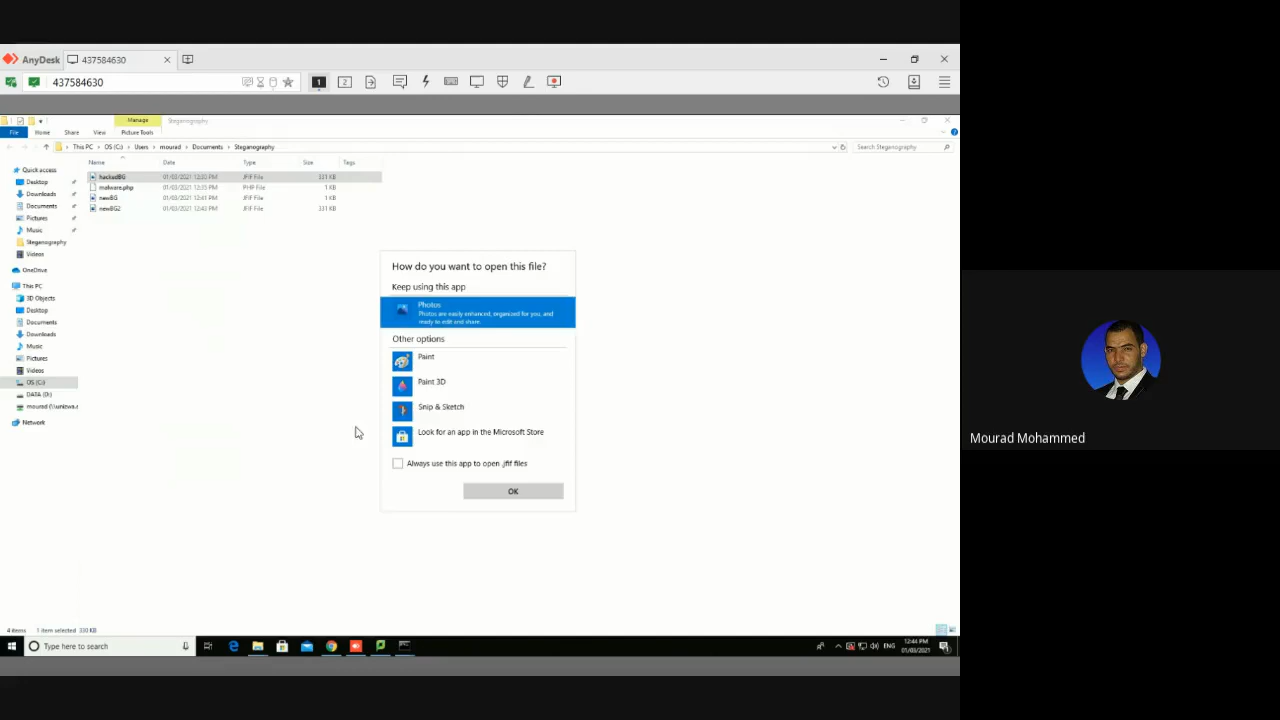 AnyDesk
437584630
437584630
1
2
Manage
Steganography
File
Home
Share
View
Picture Tools
This PC
OS (C:)
Users
mourad
Documents
Steganography
Search Steganography
Name
Date
Type
Size
Tags
hackedBG
01/03/2021 12:30 PM
JFIF File
331 KB
malware.php
01/03/2021 12:35 PM
PHP File
1 KB
newBG
01/03/2021 12:41 PM
JFIF File
1 KB
newBG2
01/03/2021 12:43 PM
JFIF File
331 KB
Quick access
Desktop
Downloads
Documents
Pictures
Music
Steganography
Videos
OneDrive
This PC
3D Objects
Desktop
Documents
Downloads
Music
Pictures
Videos
OS (C:)
DATA (D:)
Network
How do you want to open this file?
Keep using this app
Photos
Photos are easily enhanced, organized for you, and
ready to edit and share.
Other options
Paint
Paint 3D
Snip & Sketch
Look for an app in the Microsoft Store
Always use this app to open .jfif files
OK
Mourad Mohammed
4 items
1 item selected 330 KB
Type here to search
ENG
12:44 PM
01/03/2021